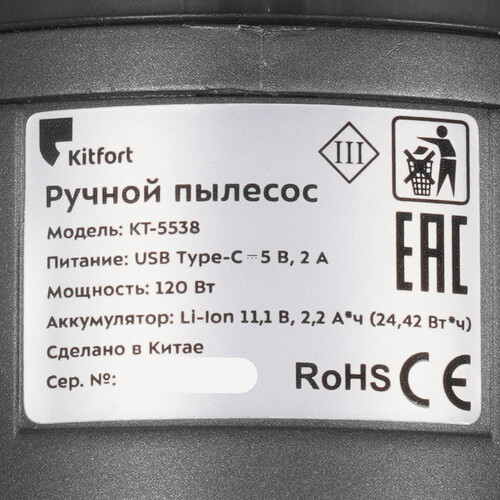 Kitfort
III
Ручной пылесос
Модель: КТ-5538
Питание: USB Type-C ⎓ 5 В, 2 А
Мощность: 120 Вт
EAC
Аккумулятор: Li-Ion 11,1 В, 2,2 А*ч (24,42 Вт*ч)
Сделано в Китае
Сер. №:
RoHS CE